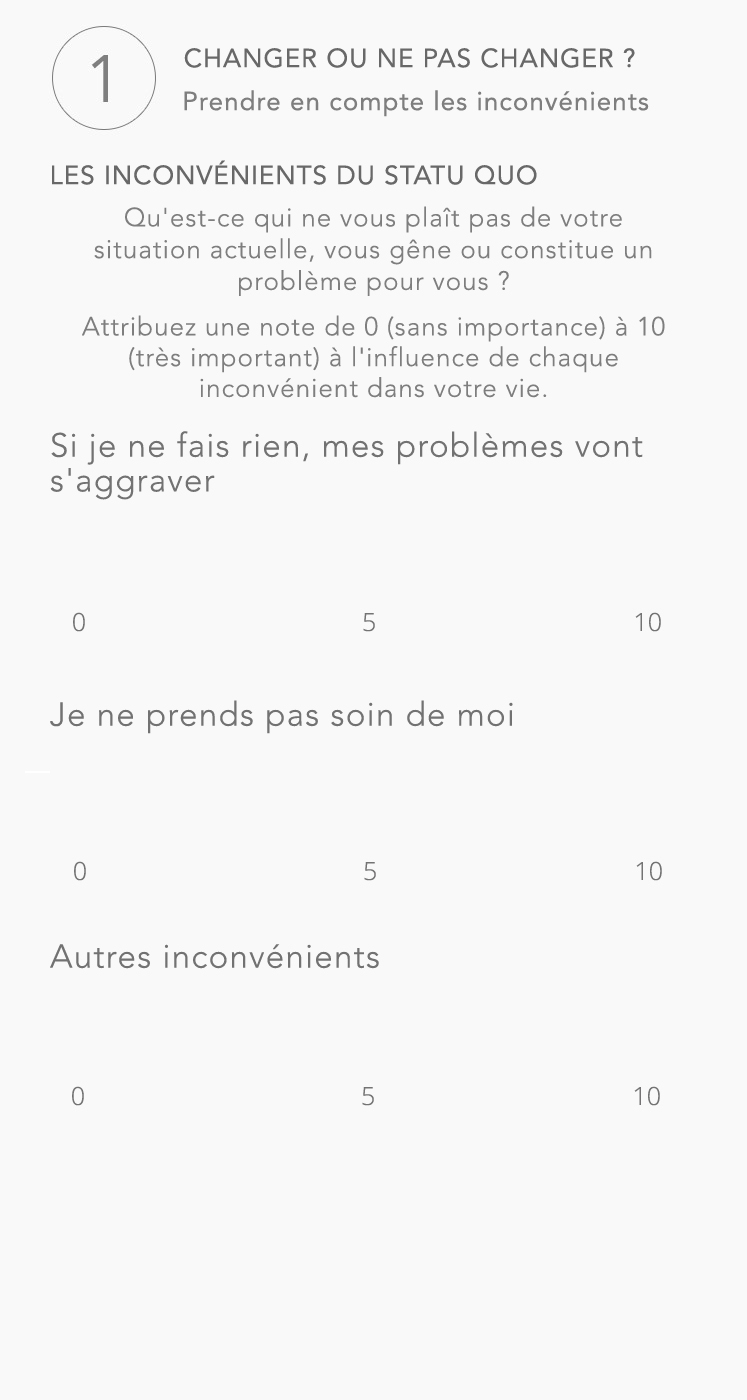 1
CHANGER OU NE PAS CHANGER ?
Prendre en compte les inconvénients
LES INCONVÉNIENTS DU STATU QUO
Qu'est-ce qui ne vous plaît pas de votre
situation actuelle, vous gêne ou constitue un
problème pour vous ?
Attribuez une note de 0 (sans importance) à 10
(très important) à l'influence de chaque
inconvénient dans votre vie.
Si je ne fais rien, mes problèmes vont
s'aggraver
0 5 10
Je ne prends pas soin de moi
0 5 10
Autres inconvénients
0 5 10